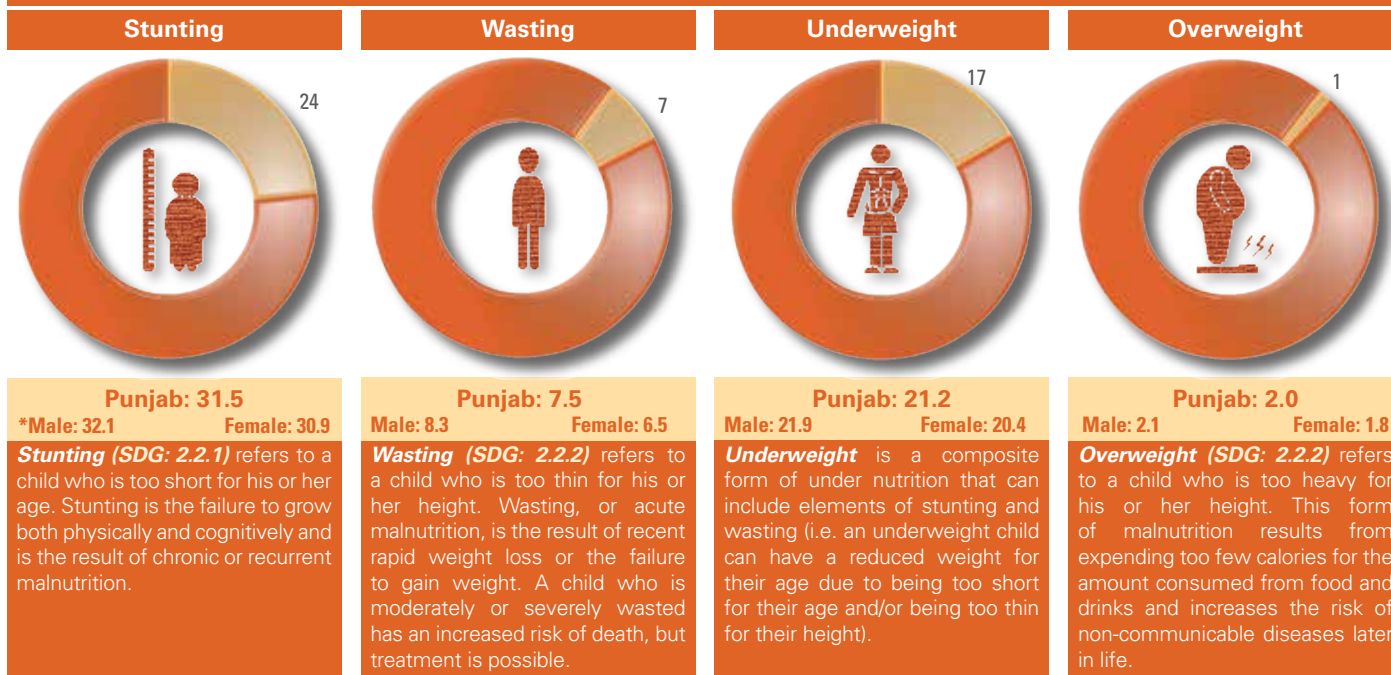 Stunting
24
Punjab: 31.5
*Male: 32.1 Female: 30.9
Stunting (SDG: 2.2.1) refers to a
child who is too short for his or her
age. Stunting is the failure to grow
both physically and cognitively and
is the result of chronic or recurrent
malnutrition.
Wasting
7
Punjab: 7.5
Male: 8.3 Female: 6.5
Wasting (SDG: 2.2.2) refers to
a child who is too thin for his or
her height. Wasting, or acute
malnutrition, is the result of recent
rapid weight loss or the failure
to gain weight. A child who is
moderately or severely wasted
has an increased risk of death, but
treatment is possible.
Underweight
17
Punjab: 21.2
Male: 21.9 Female: 20.4
Underweight is a composite
form of under nutrition that can
include elements of stunting and
wasting (i.e. an underweight child
can have a reduced weight for
their age due to being too short
for their age and/or being too thin
for their height).
Overweight
1
Punjab: 2.0
Male: 2.1 Female: 1.8
Overweight (SDG: 2.2.2) refers
to a child who is too heavy for
his or her height. This form
of malnutrition results from
expending too few calories for the
amount consumed from food and
drinks and increases the risk of
non-communicable diseases later
in life.